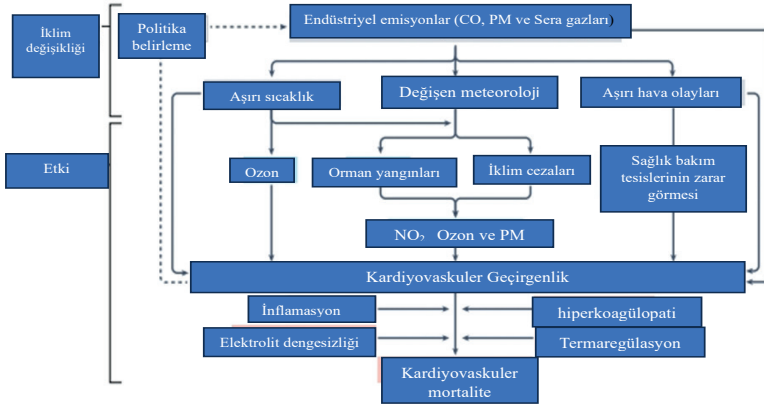 İklim
değişikliği
Politika
belirleme
Endüstriyel emisyonlar (CO, PM ve Sera gazları)
Aşırı sıcaklık
Değişen meteoroloji
Aşırı hava olayları
Etki
Ozon
Orman yangınları
İklim cezaları
Sağlık bakım
tesislerinin zarar
görmesi
NO₂ Ozon ve PM
Kardiyovaskuler Geçirgenlik
İnflamasyon
hiperkoagülopati
Elektrolit dengesizliği
Termaregülasyon
Kardiyovaskuler
mortalite